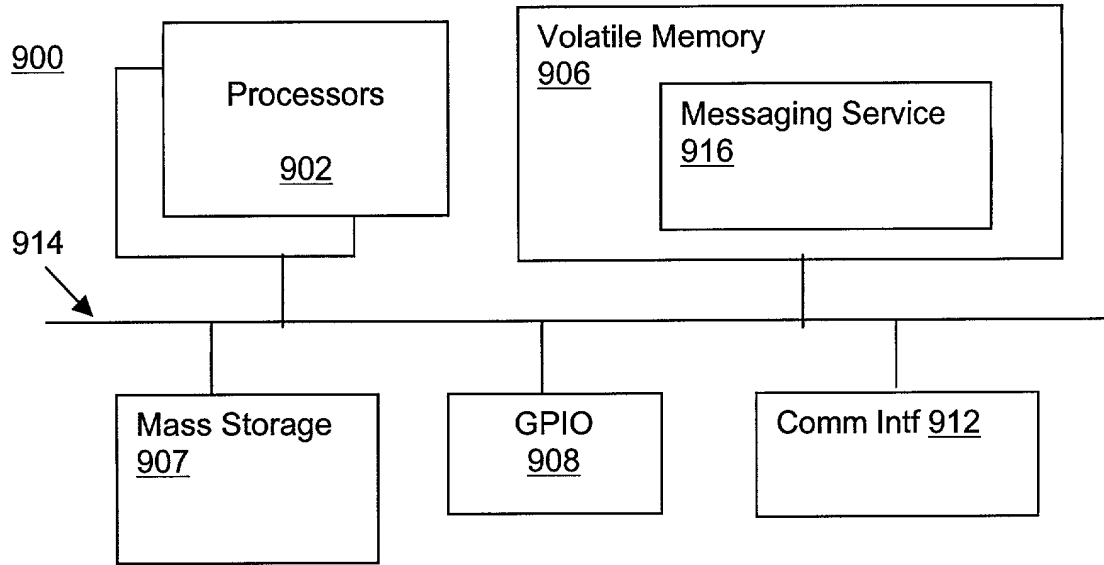 900
Processors
902
Volatile Memory
906
Messaging Service
916
914
Mass Storage
907
GPIO
908
Comm Intf 912